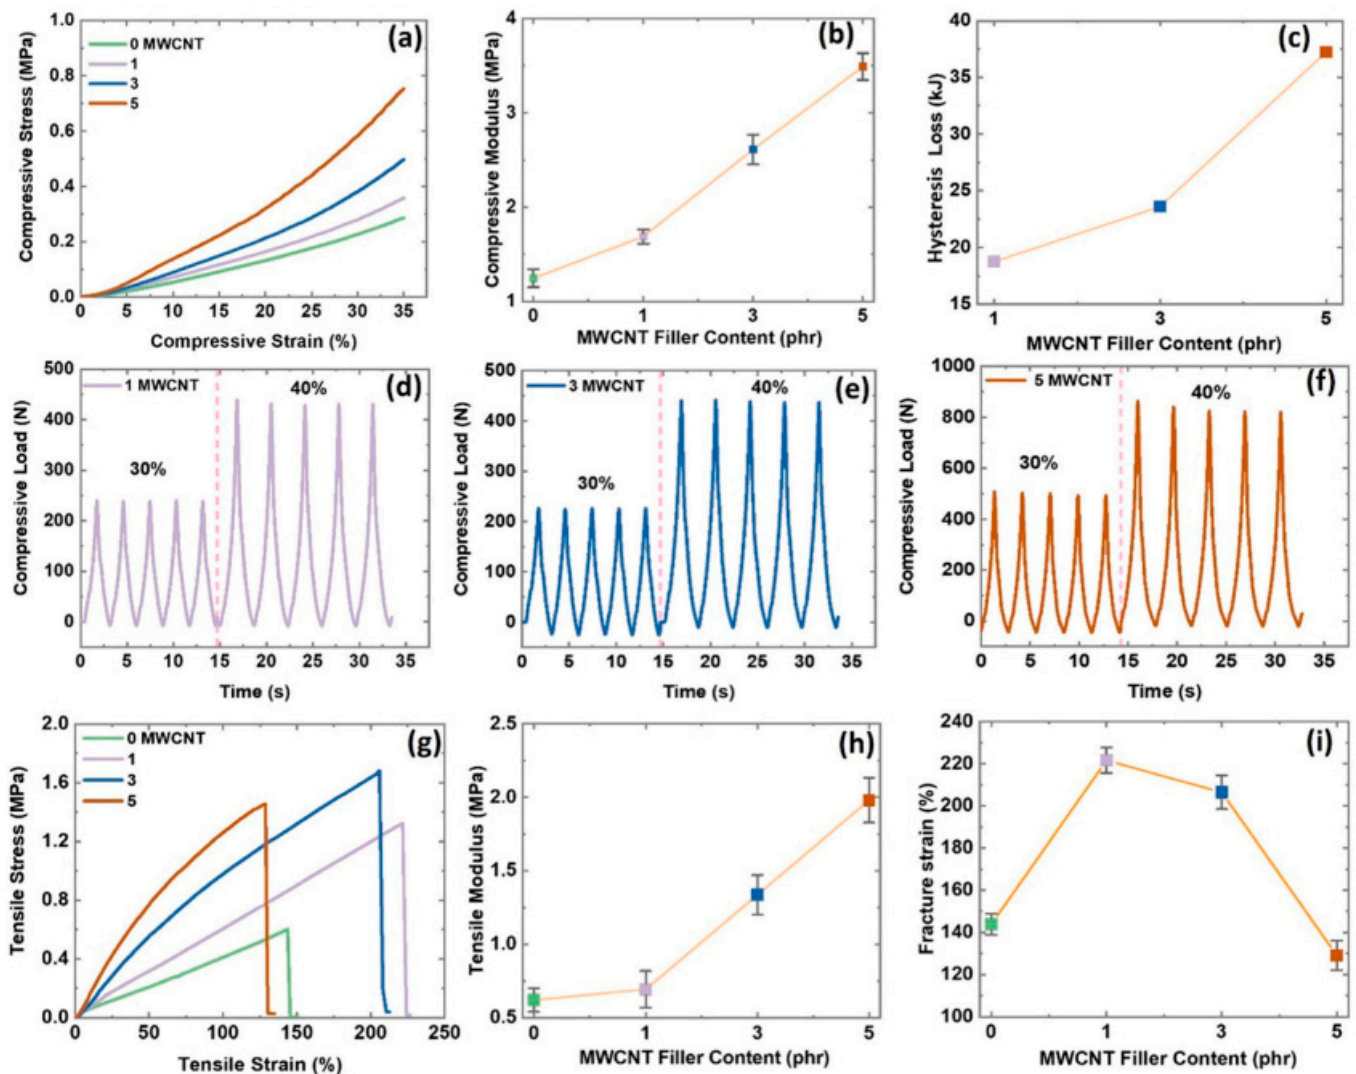 (a)
1.0
0.8
0.6
0.4
0.2
0.0
0 MWCNT
1
3
5
Compressive Stress (MPa)
0 5 10 15 20 25 30 35
Compressive Strain (%)
(b)
4
3
2
1
Compressive Modulus (MPa)
0 1 3 5
MWCNT Filler Content (phr)
(c)
40
35
30
25
20
15
Hysteresis Loss (kJ)
1 3 5
MWCNT Filler Content (phr)
(d)
500
400
300
200
100
0
1 MWCNT
40%
30%
Compressive Load (N)
0 5 10 15 20 25 30 35
Time (s)
(e)
500
400
300
200
100
0
3 MWCNT
40%
30%
Compressive Load (N)
0 5 10 15 20 25 30 35
Time (s)
(f)
1000
800
600
400
200
0
5 MWCNT
40%
30%
Compressive Load (N)
0 5 10 15 20 25 30 35
Time (s)
(g)
2.0
1.6
1.2
0.8
0.4
0.0
0 MWCNT
1
3
5
Tensile Stress (MPa)
0 50 100 150 200 250
Tensile Strain (%)
(h)
2.5
2.0
1.5
1.0
0.5
Tensile Modulus (MPa)
0 1 3 5
MWCNT Filler Content (phr)
(i)
240
220
200
180
160
140
120
100
Fracture strain (%)
0 1 3 5
MWCNT Filler Content (phr)